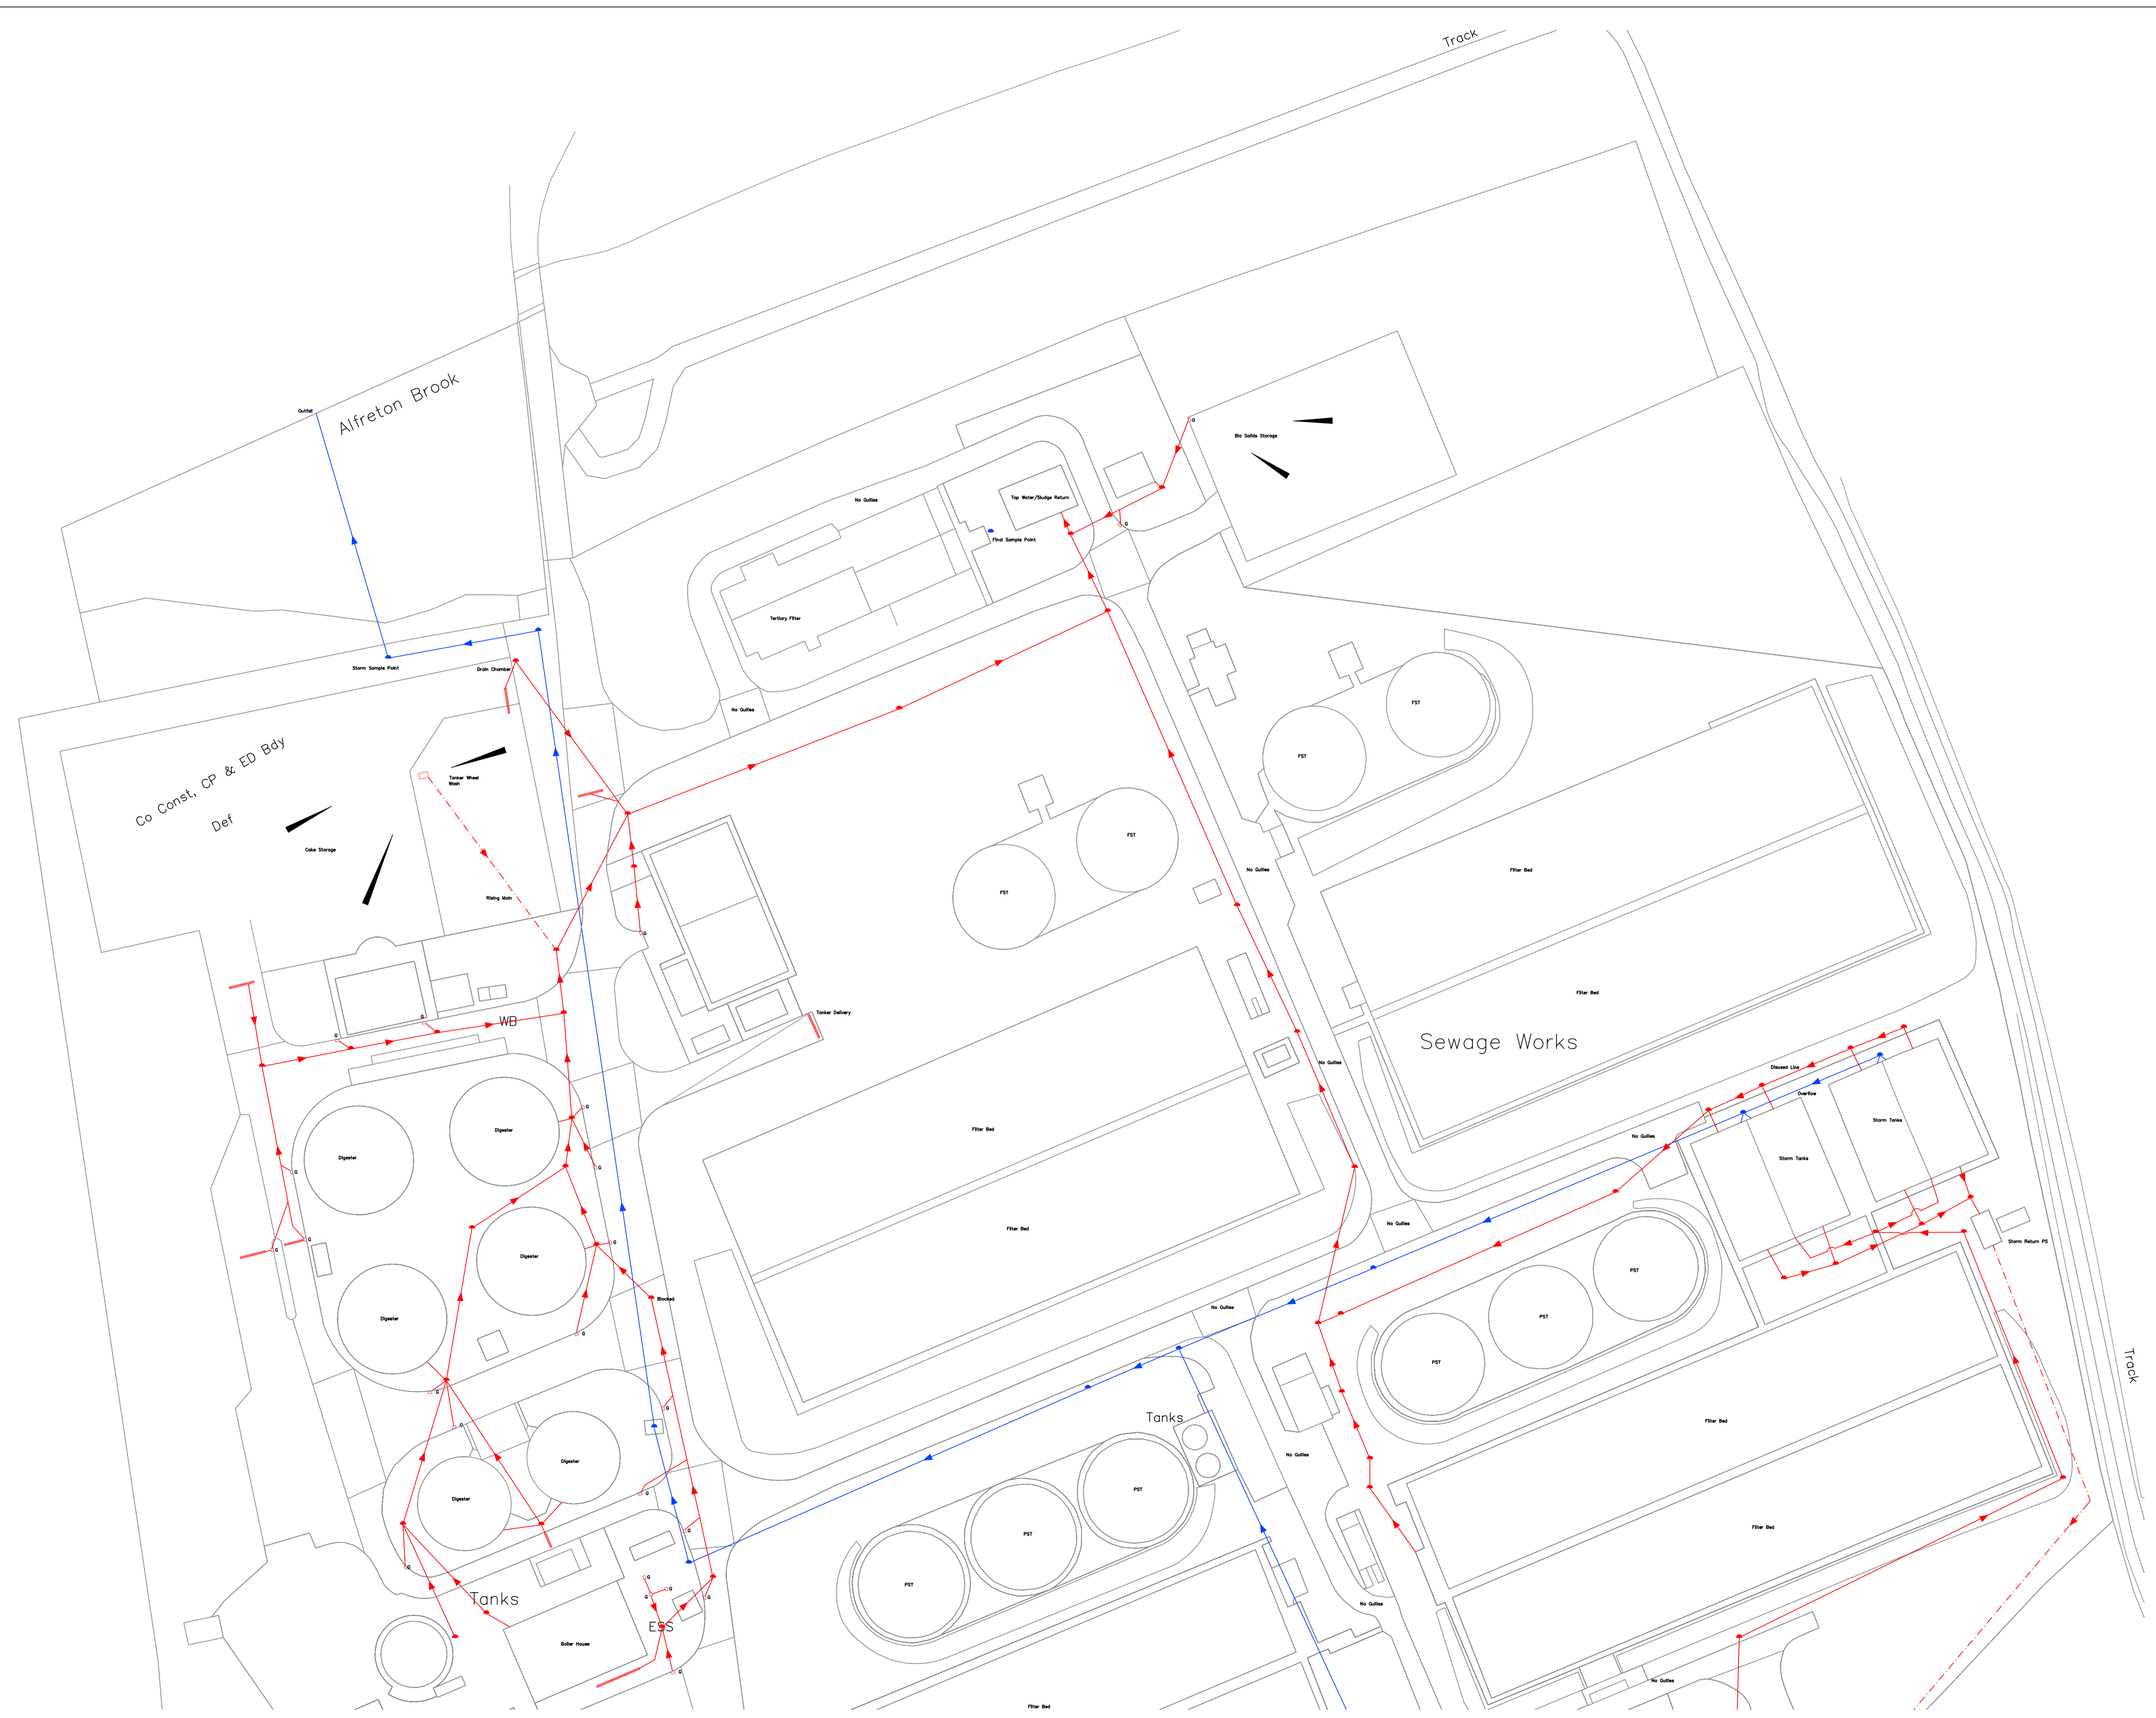 Track
Alfreton Brook
Outfall
Bio Solids Storage
G
No Gullies
Top Water/Sludge Return
G
Final Sample Point
Tertiary Filter
Storm Sample Point
Drain Chamber
No Gullies
FST
FST
Co Const, CP & ED Bdy
Def
Tanker Wheel
Wash
Cake Storage
FST
FST
No Gullies
Filter Bed
Rising Main
G
Filter Bed
Tanker Delivery
WB
G
G
Sewage Works
No Gullies
Disused Line
Overflow
Storm Tanks
Storm Tanks
No Gullies
G
Digester
Digester
Filter Bed
G
G
Filter Bed
No Gullies
G
G
G
Digester
Storm Return PS
PST
PST
PST
Blocked
No Gullies
Digester
G
Track
G
G
G
Tanks
Filter Bed
No Gullies
Digester
Digester
G
PST
PST
PST
G
Filter Bed
G
G
G
G
G
Tanks
ESS
Boiler House
No Gullies
G
No Gullies
Filter Bed